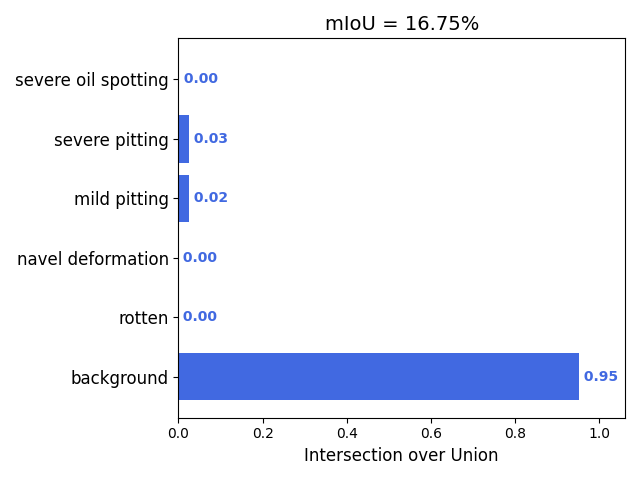 mIoU = 16.75%
severe oil spotting 0.00
severe pitting 0.03
mild pitting 0.02
navel deformation 0.00
rotten 0.00
background 0.95
0.0 0.2 0.4 0.6 0.8 1.0
Intersection over Union